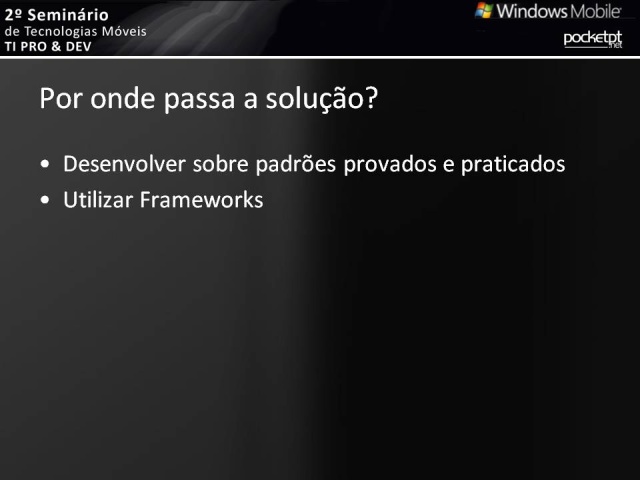 2º Seminário
de Tecnologias Móveis
TI PRO & DEV
Windows Mobile
pocketpt
.net
Por onde passa a solução?
• Desenvolver sobre padrões provados e praticados
• Utilizar Frameworks